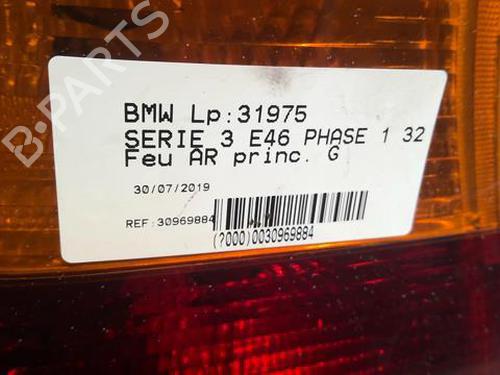 B-PARTS
BMW Lp:31975
SERIE 3 E46 PHASE 1 32
Feu AR princ. G
30/07/2019
REF:30969884
(?000)0030969884